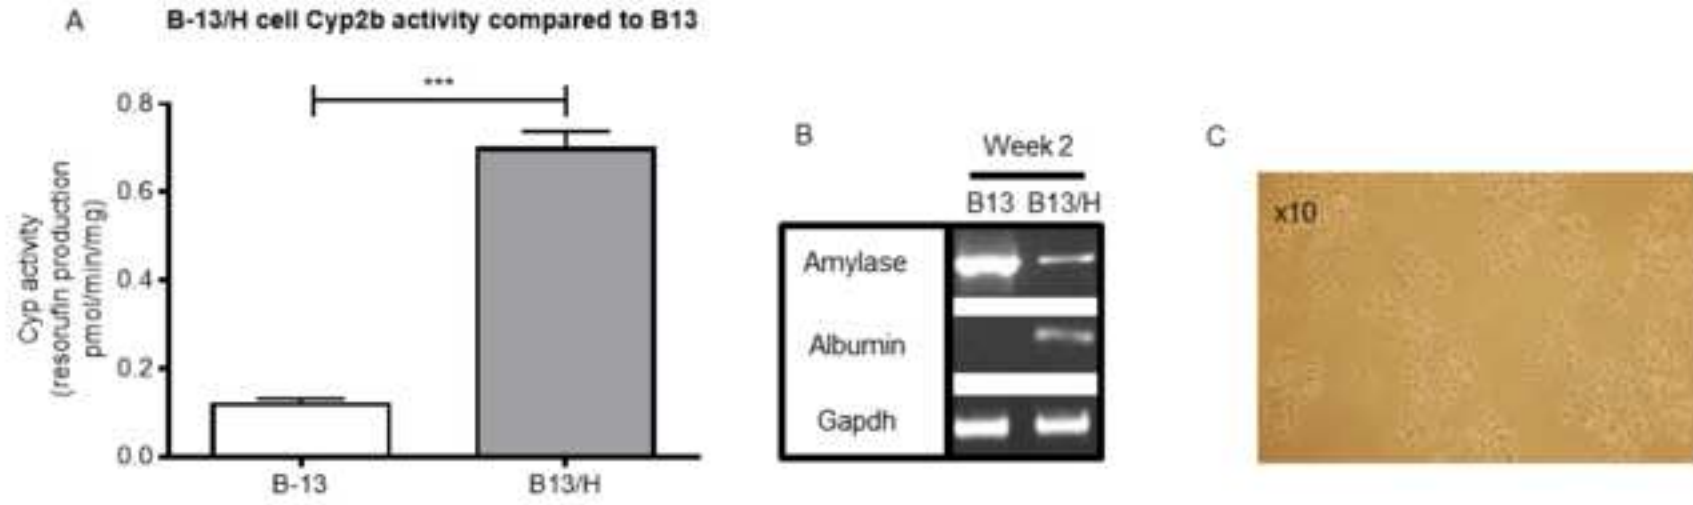 A
B-13/H cell Cyp2b activity compared to B13
***
0.8
0.6
0.4
0.2
0.0
Cyp activity
(resorufin production
pmol/min/mg)
B-13
B13/H
B
Week 2
B13 B13/H
Amylase
Albumin
Gapdh
C
x10